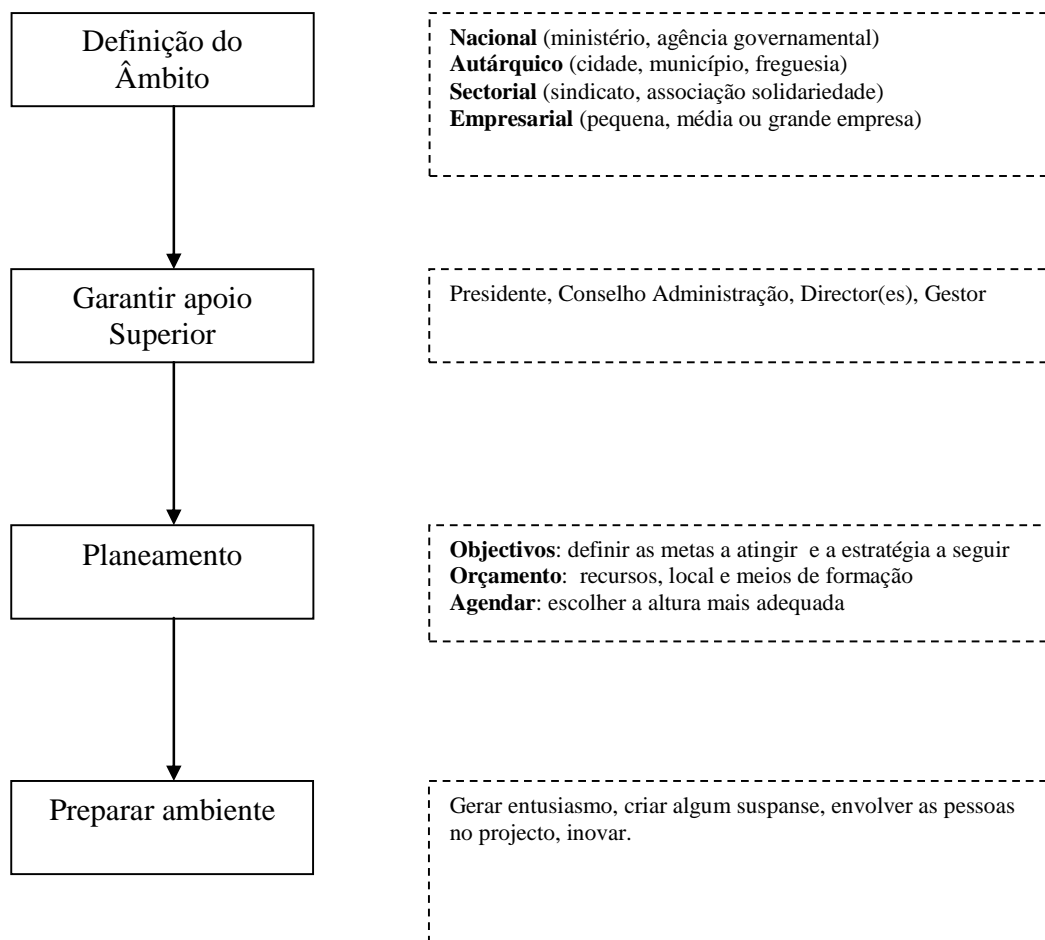 Definição do
Âmbito
Nacional (ministério, agência governamental)
Autárquico (cidade, município, freguesia)
Sectorial (sindicato, associação solidariedade)
Empresarial (pequena, média ou grande empresa)
Garantir apoio
Superior
Presidente, Conselho Administração, Director(es), Gestor
Planeamento
Objectivos: definir as metas a atingir e a estratégia a seguir
Orçamento: recursos, local e meios de formação
Agendar: escolher a altura mais adequada
Preparar ambiente
Gerar entusiasmo, criar algum suspanse, envolver as pessoas
no projecto, inovar.